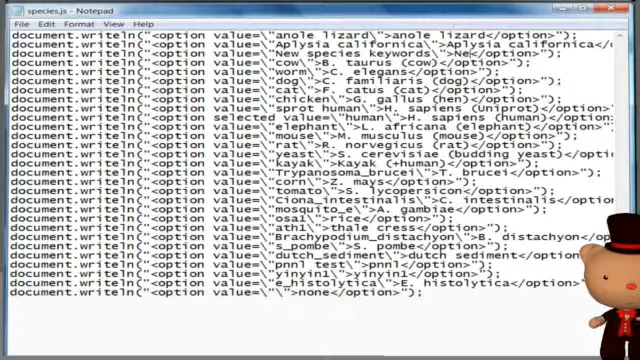 species.js - Notepad
File Edit Format View Help
document.writeln("<option value=\"anole lizard\">anole lizard</option>");
document.writeln("<option value=\"Aplysia californica\">Aplysia californica</o
document.writeln("<option value=\"New species keywords\">Ne</option>");
document.writeln("<option value=\"cow\">B. taurus (cow)</option>");
document.writeln("<option value=\"worm\">C. elegans</option>");
document.writeln("<option value=\"dog\">C. familiaris (dog)</option>");
document.writeln("<option value=\"cat\">F. catus (cat)</option>");
document.writeln("<option value=\"chicken\">G. gallus (hen)</option>");
document.writeln("<option value=\"sprot human\">H. sapiens (Uniprot)</option>");
document.writeln("<option selected value=\"human\">H. sapiens (human)</option>
document.writeln("<option value=\"elephant\">L. africana (elephant)</option>")
document.writeln("<option value=\"mouse\">M. musculus (mouse)</option>");
document.writeln("<option value=\"rat\">R. norvegicus (rat)</option>");
document.writeln("<option value=\"yeast\">S. cerevisiae (budding yeast)</optio
document.writeln("<option value=\"kayak\">Kayak (+human)</option>");
document.writeln("<option value=\"Trypanosoma_brucei\">T. brucei</option>");
document.writeln("<option value=\"corn\">Z. mays</option>");
document.writeln("<option value=\"tomato\">S. lycopersicon</option>");
document.writeln("<option value=\"Ciona_intestinalis\">C. intestinalis</option
document.writeln("<option value=\"mosquito_e\">A. gambiae</option>");
document.writeln("<option value=\"osa1\">rice</option>");
document.writeln("<option value=\"ath1\">thale cress</option>");
document.writeln("<option value=\"Brachypodium_distachyon\">B. distachyon</opt
document.writeln("<option value=\"s_pombe\">S. pombe</option>");
document.writeln("<option value=\"dutch_sediment\">dutch sediment</option>");
document.writeln("<option value=\"pnnl test\">pnnl</option>");
document.writeln("<option value=\"yinyin1\">yinyin1</option>");
document.writeln("<option value=\"e_histolytica\">E. histolytica</option>");
document.writeln("<option value=\"\">none</option>");